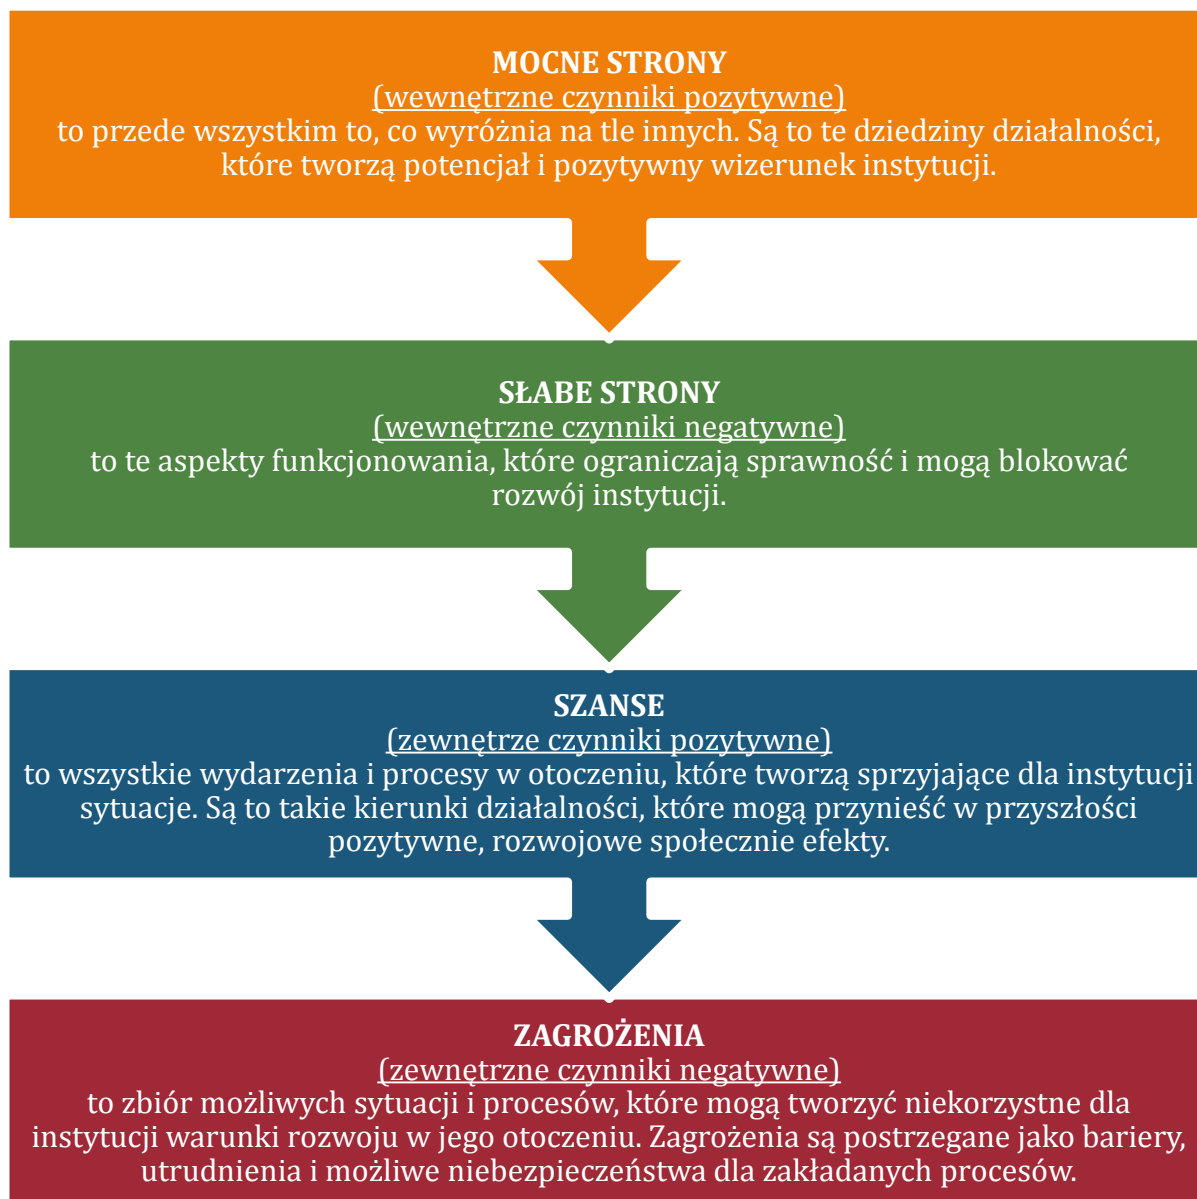 MOCNE STRONY
(wewnętrzne czynniki pozytywne)
to przede wszystkim to, co wyróżnia na tle innych. Są to te dziedziny działalności,
które tworzą potencjał i pozytywny wizerunek instytucji.
SŁABE STRONY
(wewnętrzne czynniki negatywne)
to te aspekty funkcjonowania, które ograniczają sprawność i mogą blokować
rozwój instytucji.
SZANSE
(zewnętrze czynniki pozytywne)
to wszystkie wydarzenia i procesy w otoczeniu, które tworzą sprzyjające dla instytucji
sytuacje. Są to takie kierunki działalności, które mogą przynieść w przyszłości
pozytywne, rozwojowe społecznie efekty.
ZAGROŻENIA
(zewnętrzne czynniki negatywne)
to zbiór możliwych sytuacji i procesów, które mogą tworzyć niekorzystne dla
instytucji warunki rozwoju w jego otoczeniu. Zagrożenia są postrzegane jako bariery,
utrudnienia i możliwe niebezpieczeństwa dla zakładanych procesów.